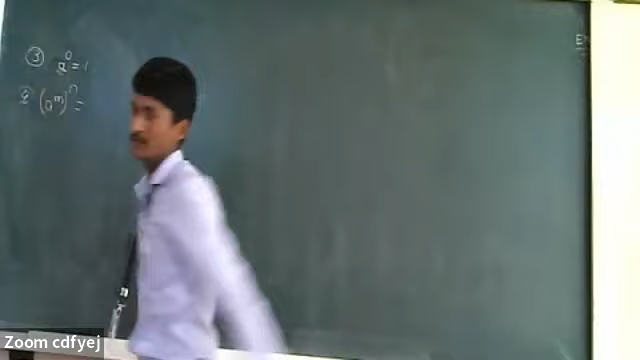 ③ a⁰ = 1
④ (aᵐ)ⁿ =
Zoom cdfyej